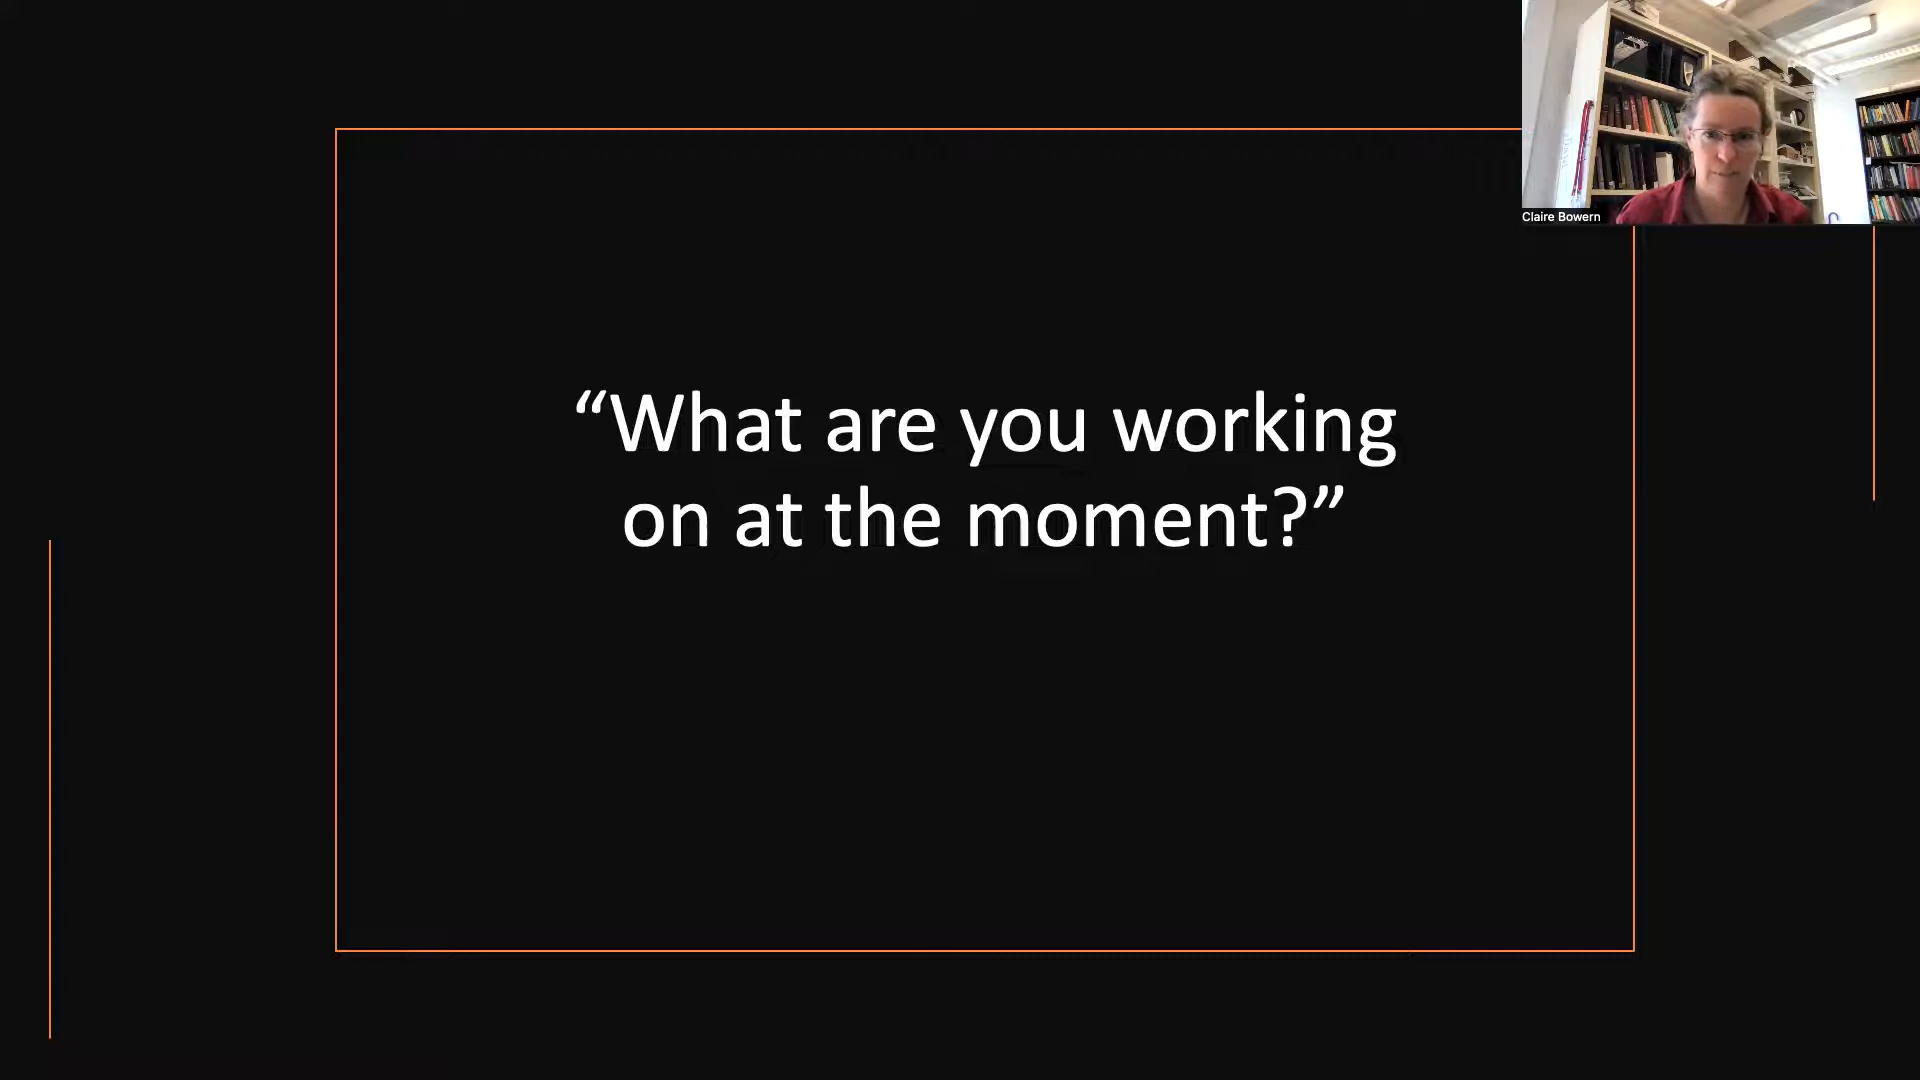 “What are you working
on at the moment?”
Claire Bowern